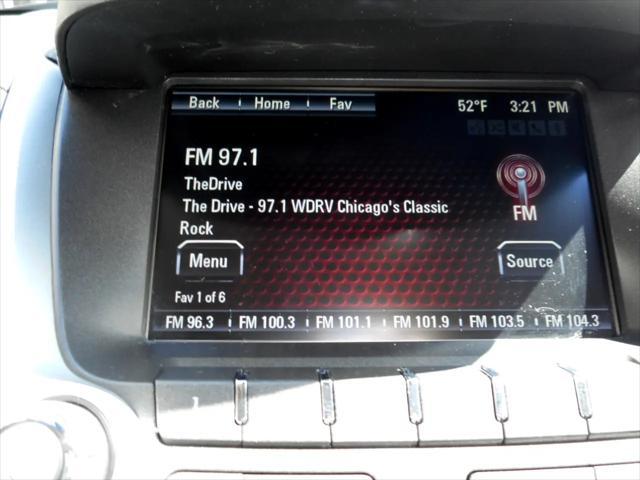 Back Home Fav 52°F 3:21 PM
FM 97.1
TheDrive
The Drive - 97.1 WDRV Chicago's Classic
Rock
FM
Menu Source
Fav 1 of 6
FM 96.3 FM 100.3 FM 101.1 FM 101.9 FM 103.5 FM 104.3
1